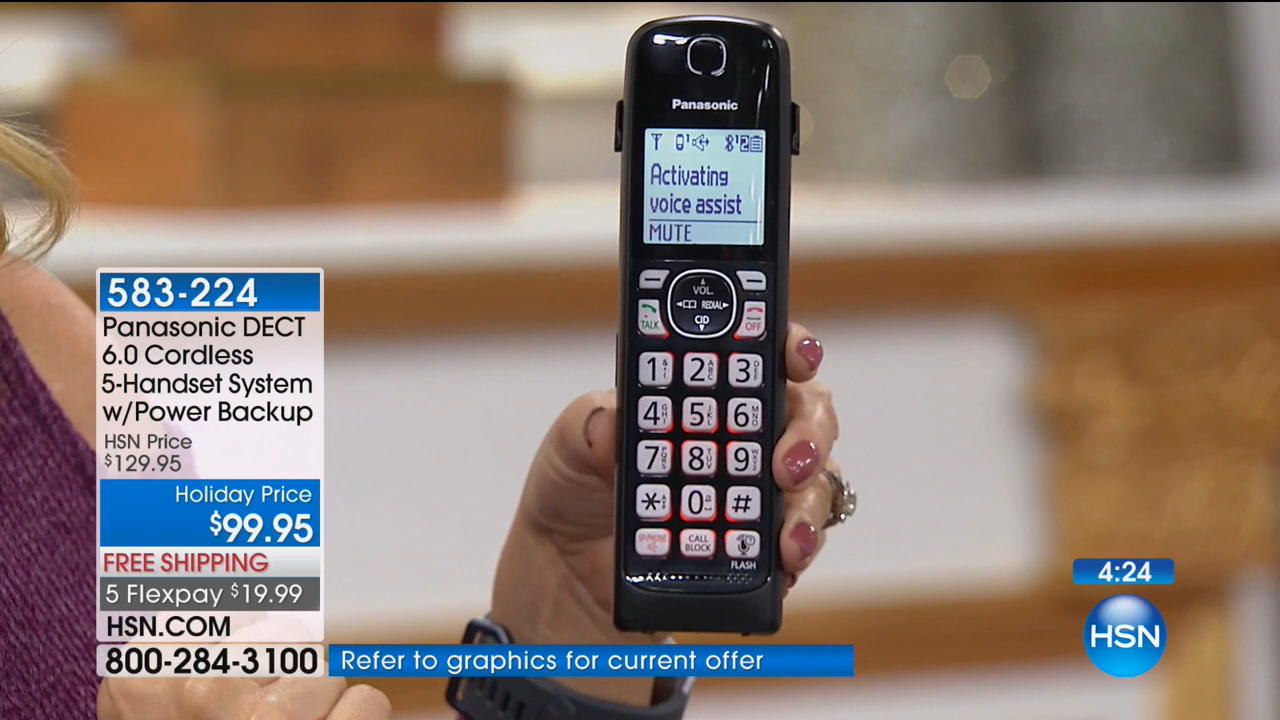 583-224
Panasonic DECT
6.0 Cordless
5-Handset System
w/Power Backup
HSN Price
$129.95
Holiday Price
$99.95
FREE SHIPPING
5 Flexpay $19.99
HSN.COM
800-284-3100
Refer to graphics for current offer
4:24
HSN
Panasonic
Activating
voice assist
MUTE
VOL.
REDIAL
CID
TALK
OFF
1 2 ABC 3 DEF
4 GHI 5 JKL 6 MNO
7 PQRS 8 TUV 9 WXYZ
* 0 #
SP-PHONE CALL BLOCK
FLASH